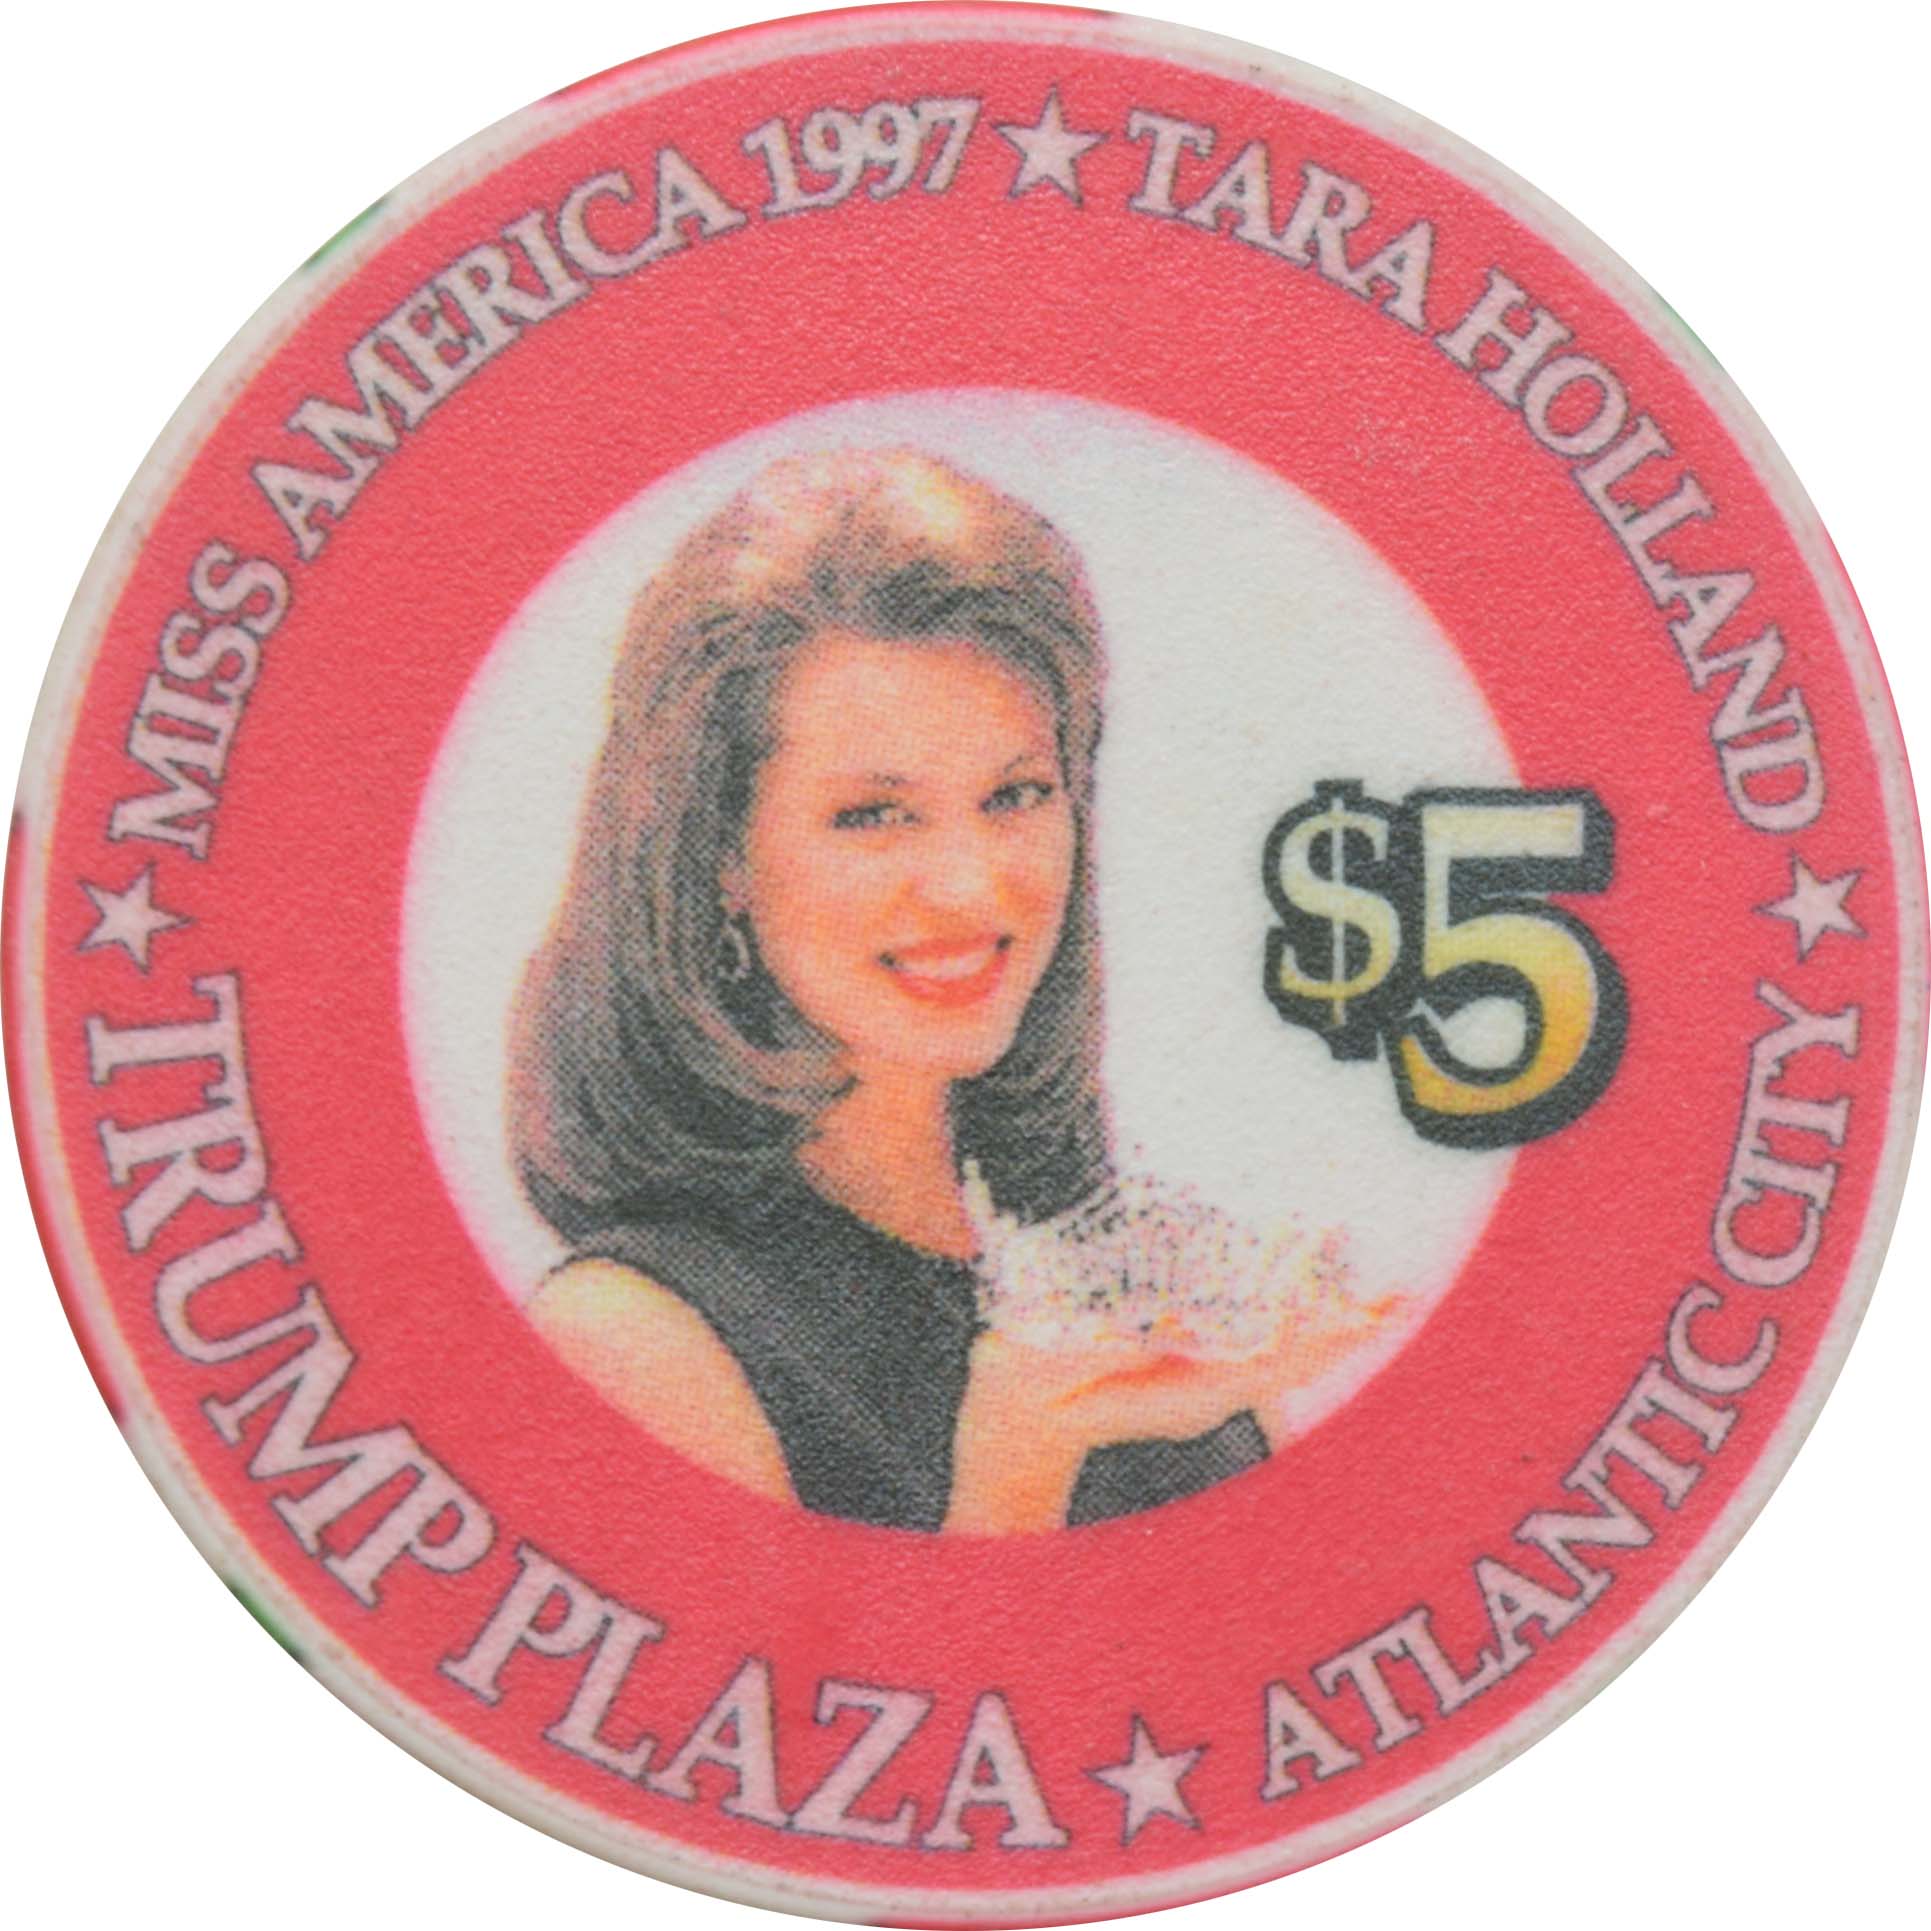 MISS AMERICA 1997 ★ TARA HOLLAND ★
TRUMP PLAZA ★ ATLANTIC CITY ★
$5